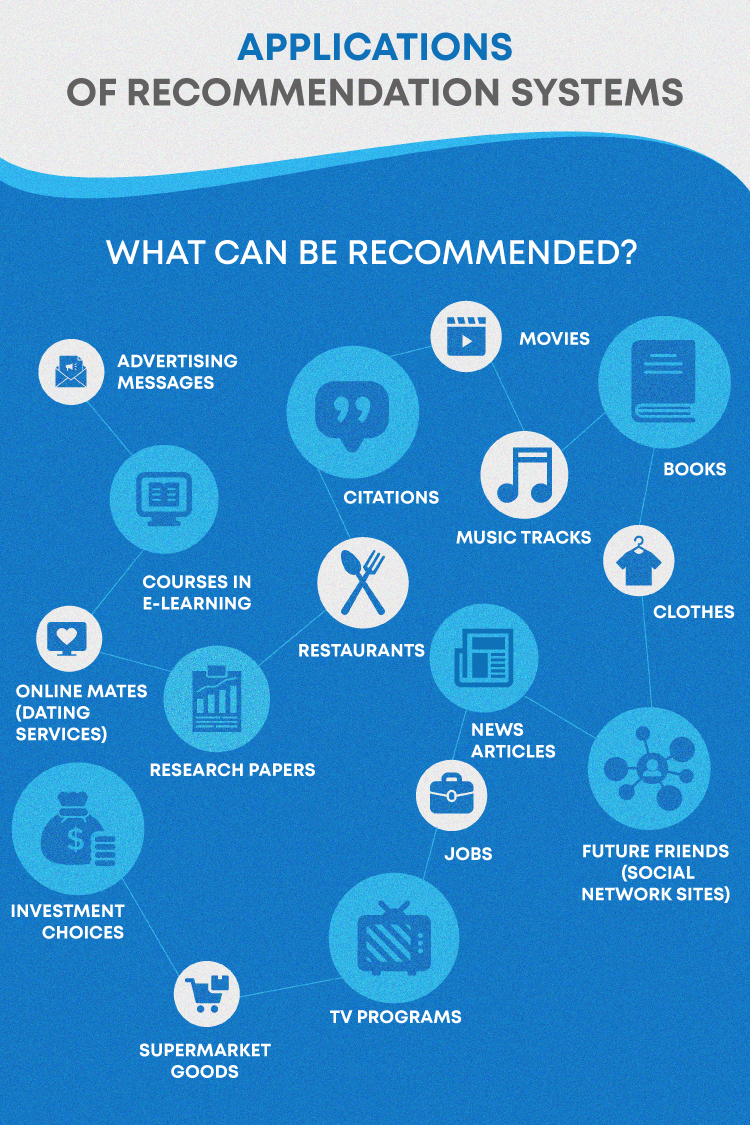 APPLICATIONS
OF RECOMMENDATION SYSTEMS
WHAT CAN BE RECOMMENDED?
MOVIES
ADVERTISING
MESSAGES
BOOKS
CITATIONS
MUSIC TRACKS
COURSES IN
E-LEARNING
CLOTHES
RESTAURANTS
ONLINE MATES
(DATING
SERVICES)
NEWS
ARTICLES
RESEARCH PAPERS
JOBS
FUTURE FRIENDS
(SOCIAL
NETWORK SITES)
$
INVESTMENT
CHOICES
TV PROGRAMS
SUPERMARKET
GOODS